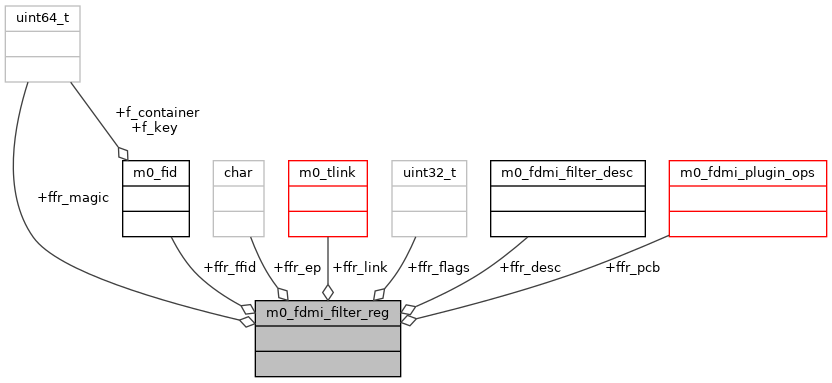 uint64_t
+f_container
+f_key
m0_fid
char
m0_tlink
uint32_t
m0_fdmi_filter_desc
m0_fdmi_plugin_ops
+ffr_magic
+ffr_ffid
+ffr_ep
+ffr_link
+ffr_flags
+ffr_desc
+ffr_pcb
m0_fdmi_filter_reg